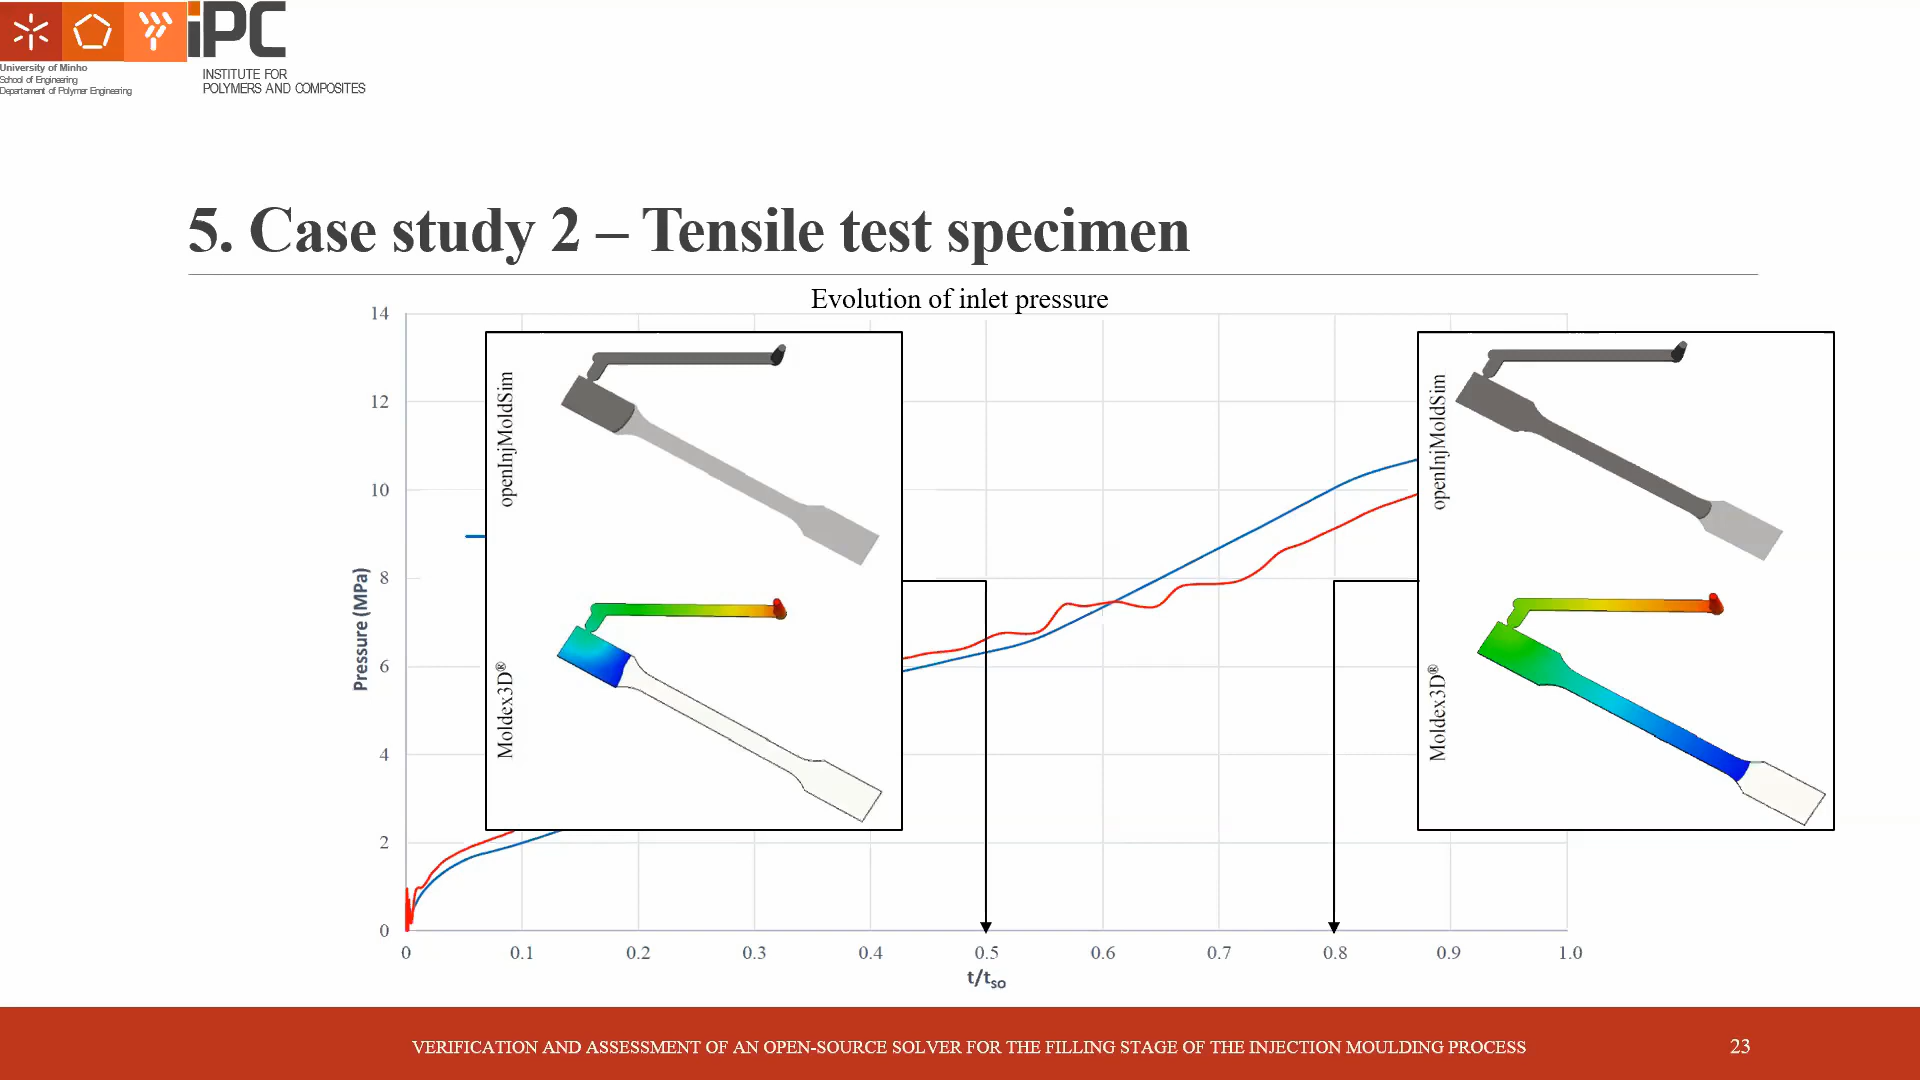 iPC
University of Minho
School of Engineering
Departament of Polymer Engineering
INSTITUTE FOR
POLYMERS AND COMPOSITES
5. Case study 2 – Tensile test specimen
Evolution of inlet pressure
14
12
10
8
6
4
2
0
Pressure (MPa)
openInjMoldSim
Moldex3D®
openInjMoldSim
Moldex3D®
0 0.1 0.2 0.3 0.4 0.5 0.6 0.7 0.8 0.9 1.0
t/tso
VERIFICATION AND ASSESSMENT OF AN OPEN-SOURCE SOLVER FOR THE FILLING STAGE OF THE INJECTION MOULDING PROCESS
23